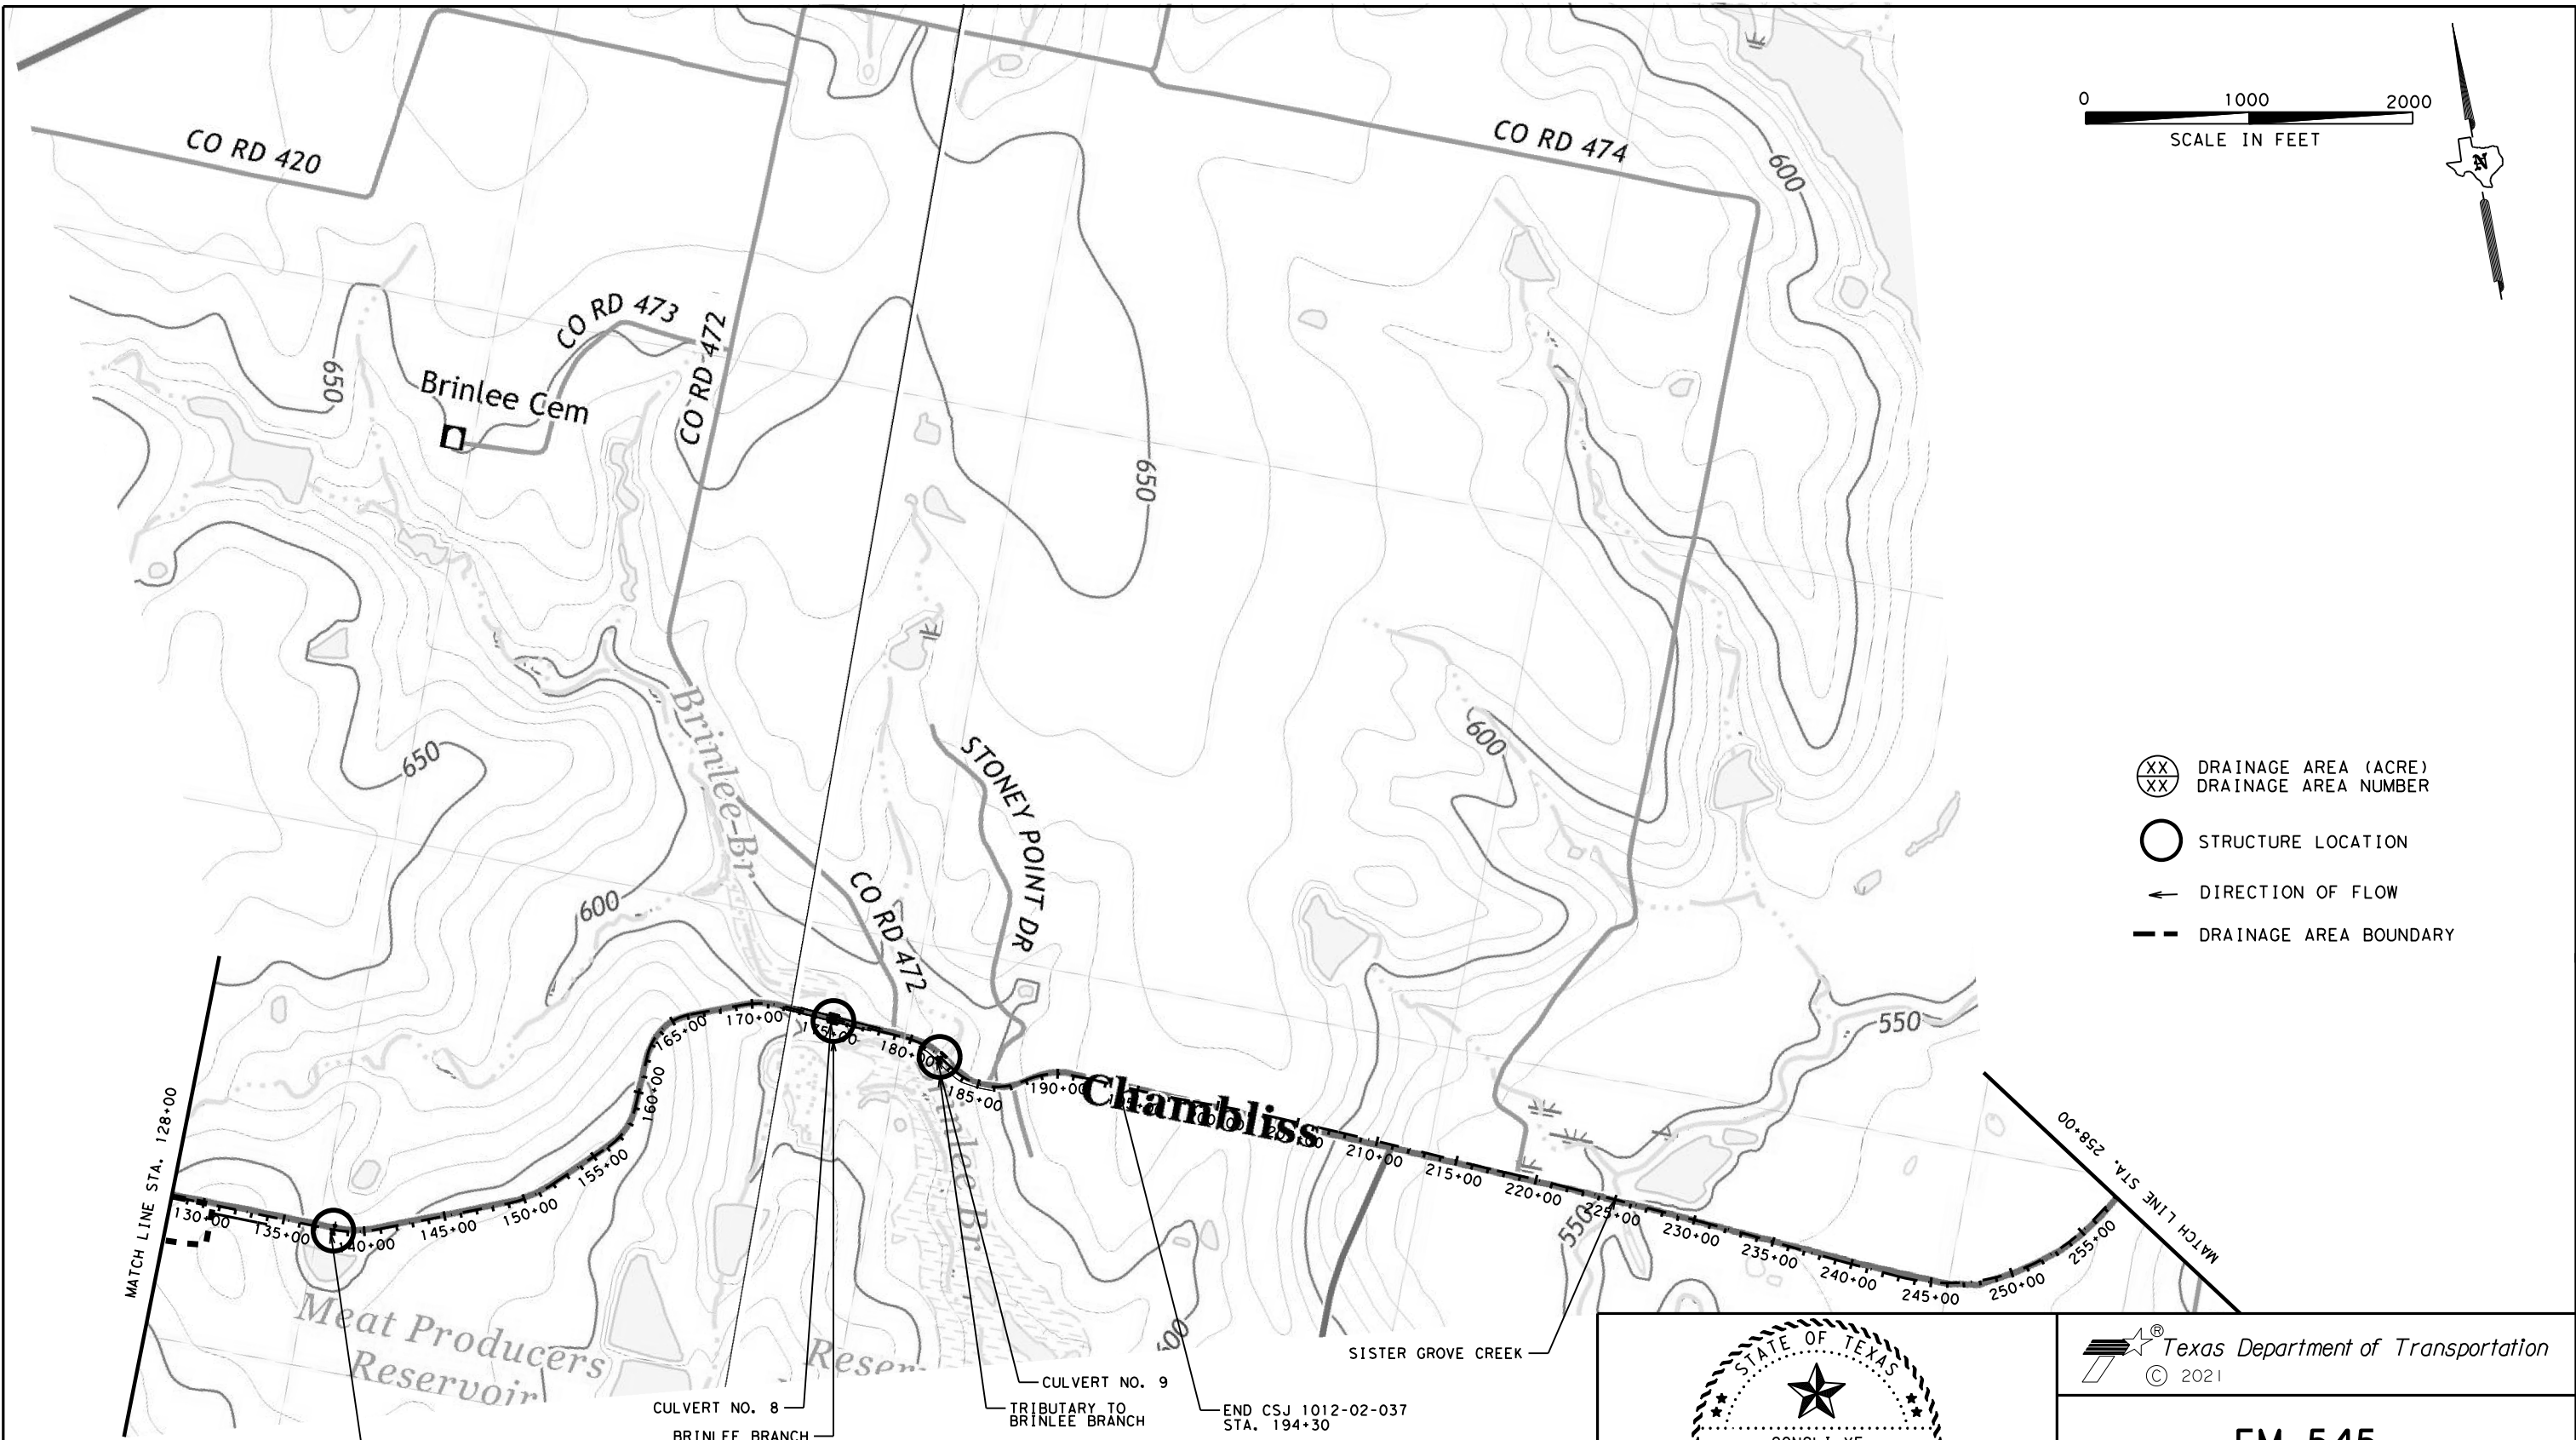 CO RD 420
CO RD 474
600
0 1000 2000
SCALE IN FEET
N
CO RD 473
CO RD 472
650
Brinlee Cem
650
Brinlee Br
STONEY POINT DR
600
650
CO RD 472
600
XX
XX
DRAINAGE AREA (ACRE)
DRAINAGE AREA NUMBER
STRUCTURE LOCATION
DIRECTION OF FLOW
DRAINAGE AREA BOUNDARY
550
MATCH LINE STA. 128+00
130+00
135+00
140+00
145+00
150+00
155+00
160+00
165+00
170+00
175+00
180+00
185+00
190+00
Chambliss
210+00
215+00
220+00
225+00
230+00
235+00
240+00
245+00
250+00
255+00
MATCH LINE STA. 258+00
550
Brinlee Br
Meat Producers
Reservoir
SISTER GROVE CREEK
CULVERT NO. 9
CULVERT NO. 8
TRIBUTARY TO
BRINLEE BRANCH
BRINLEE BRANCH
END CSJ 1012-02-037
STA. 194+30
STATE OF TEXAS
® Texas Department of Transportation
© 2021
FM 545